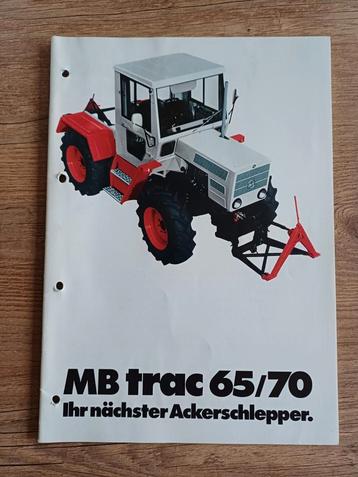 MB trac 65/70
Ihr nächster Ackerschlepper.